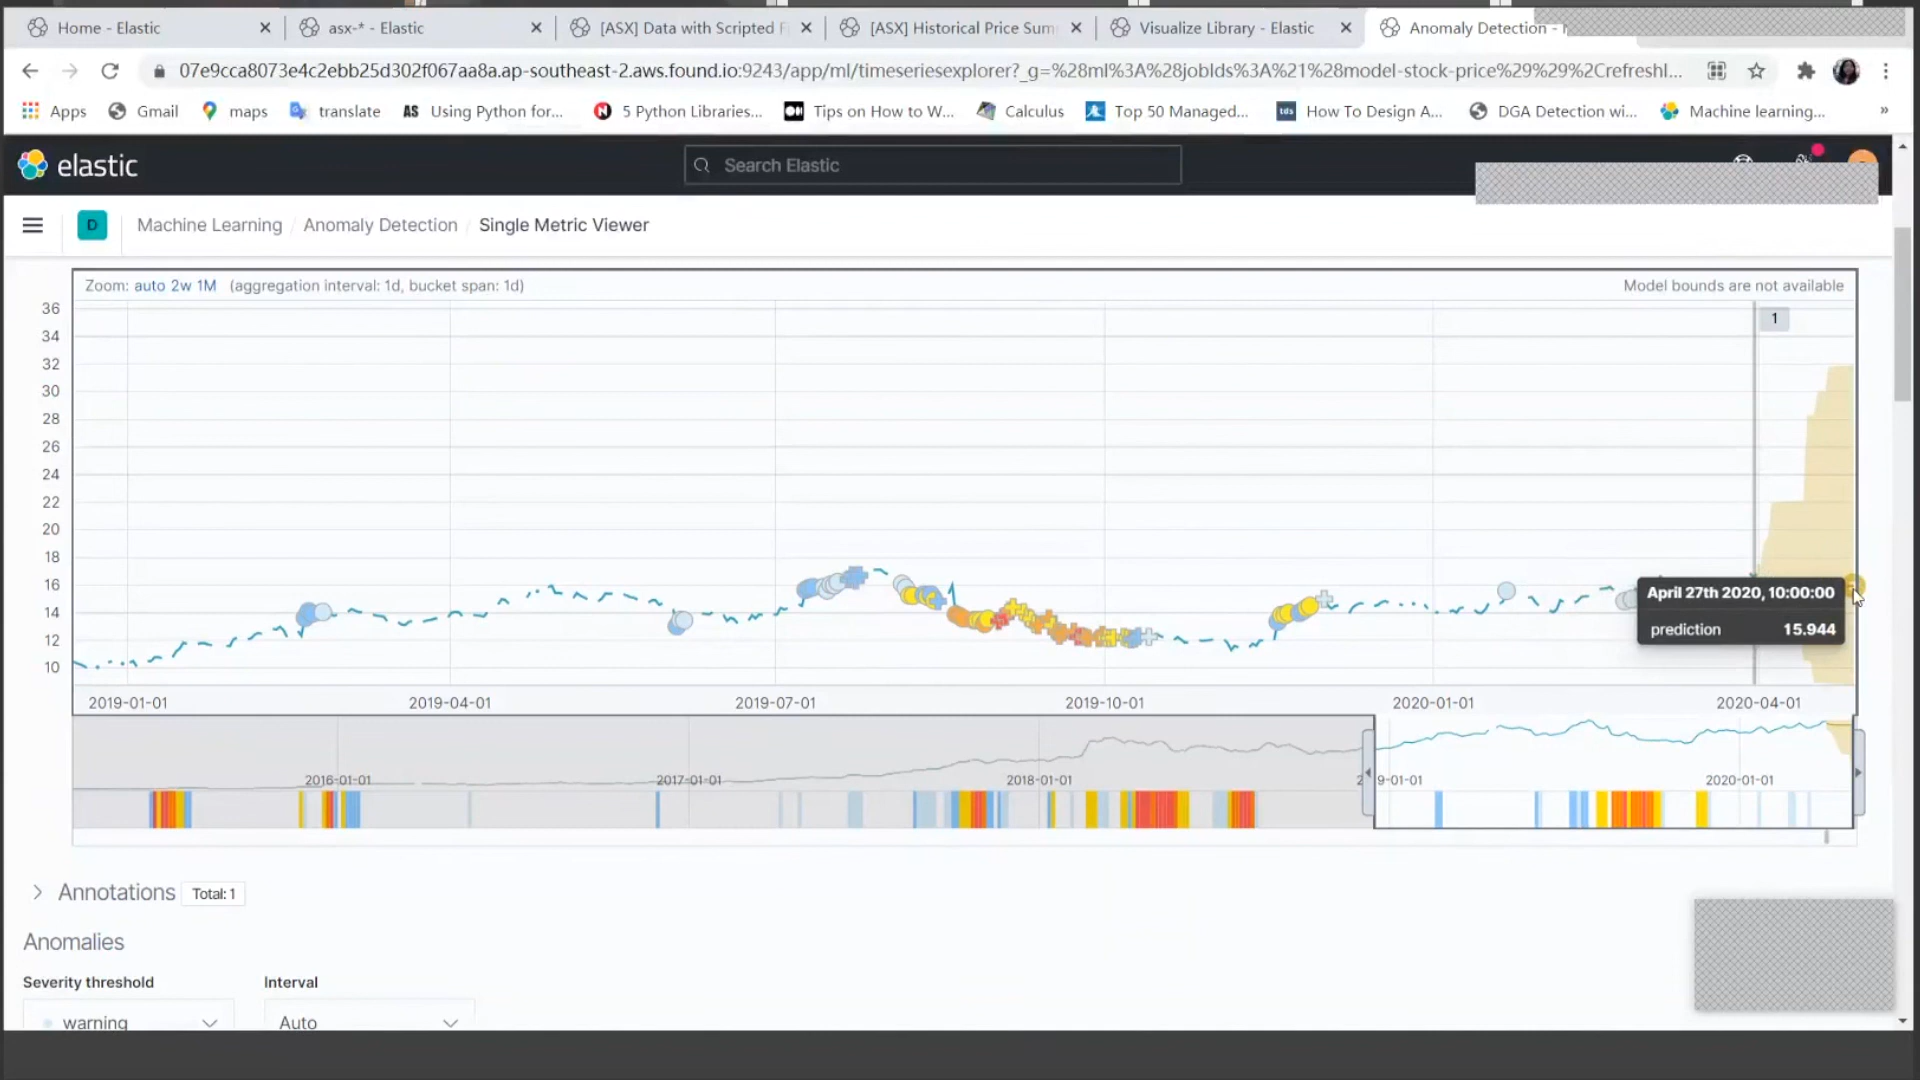 Home - Elastic
asx-* - Elastic
[ASX] Data with Scripted F
[ASX] Historical Price Sum
Visualize Library - Elastic
Anomaly Detection -
07e9cca8073e4c2ebb25d302f067aa8a.ap-southeast-2.aws.found.io:9243/app/ml/timeseriesexplorer?_g=%28ml%3A%28jobIds%3A%21%28model-stock-price%29%29%2Crefreshl...
Apps
Gmail
maps
translate
AS Using Python for...
5 Python Libraries...
Tips on How to W...
Calculus
Top 50 Managed...
tds How To Design A...
DGA Detection wi...
Machine learning...
»
elastic
Search Elastic
D
Machine Learning / Anomaly Detection / Single Metric Viewer
Zoom: auto 2w 1M (aggregation interval: 1d, bucket span: 1d)
Model bounds are not available
36
34
32
30
28
26
24
22
20
18
16
14
12
10
1
April 27th 2020, 10:00:00
prediction 15.944
2019-01-01
2019-04-01
2019-07-01
2019-10-01
2020-01-01
2020-04-01
2016-01-01
2017-01-01
2018-01-01
9-01-01
2020-01-01
Annotations Total: 1
Anomalies
Severity threshold
Interval
warning
Auto